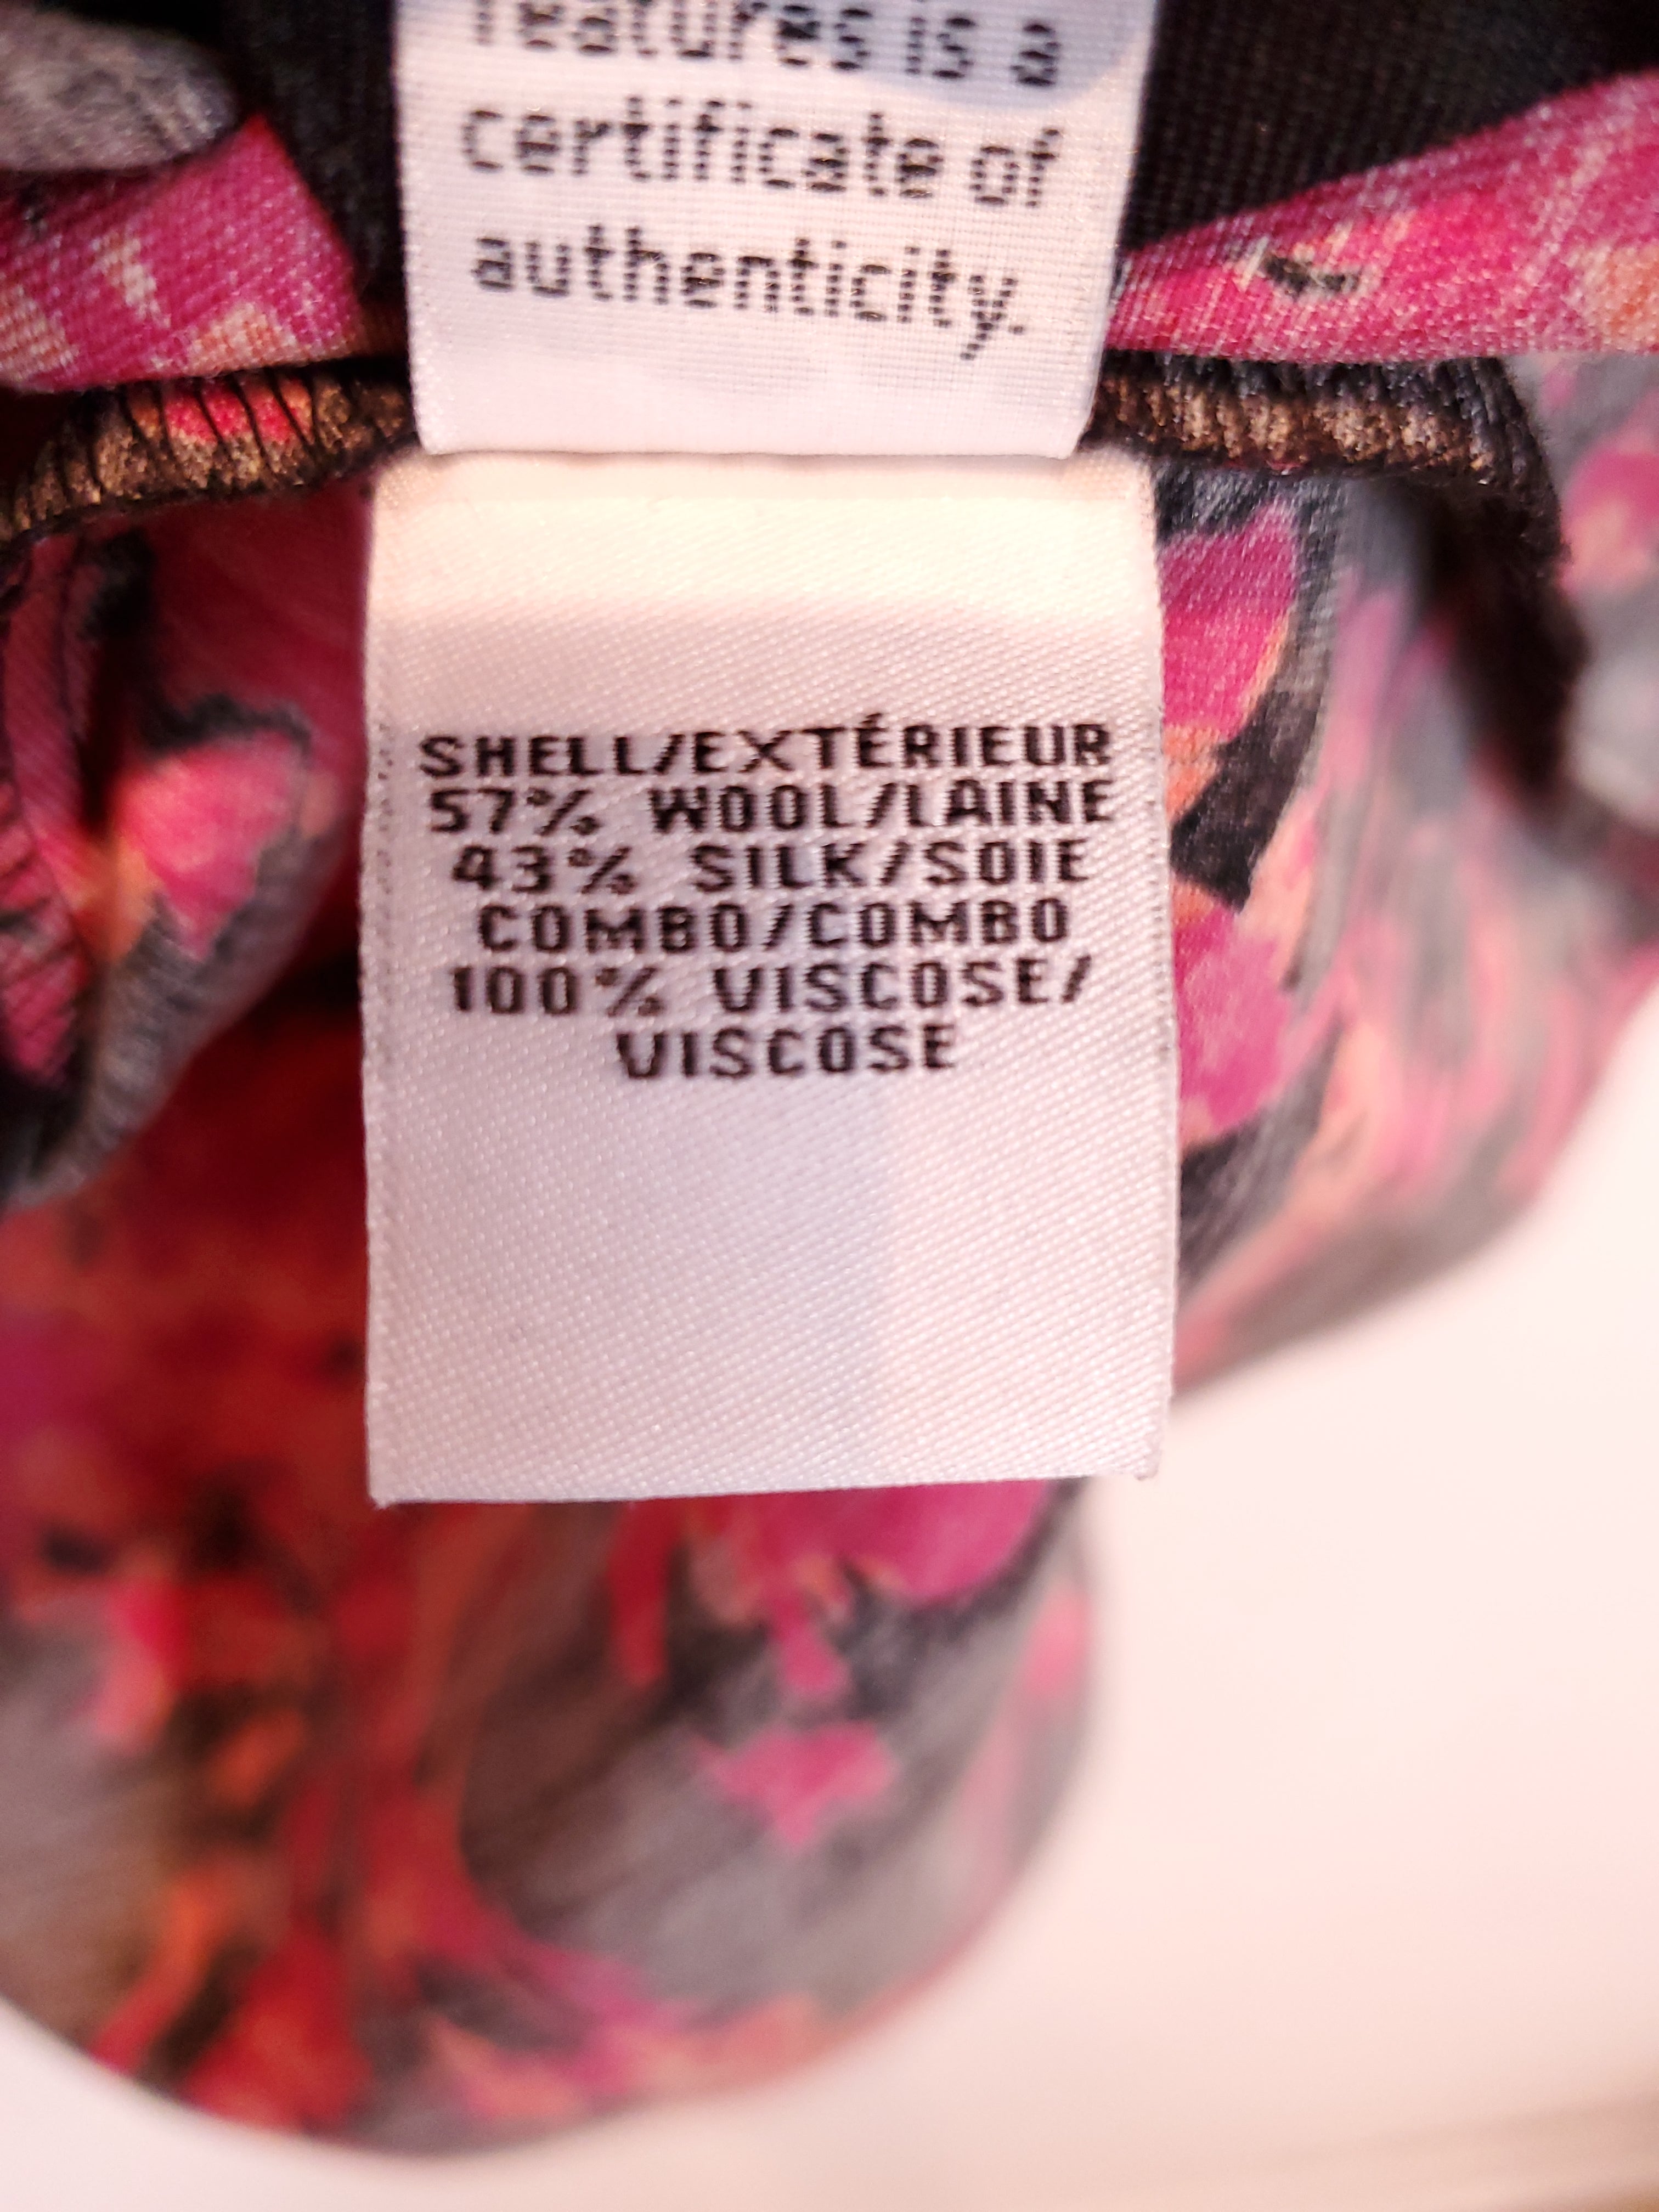 features is a
certificate of
authenticity.
SHELL/EXTÉRIEUR
57% WOOL/LAINE
43% SILK/SOIE
COMBO/COMBO
100% VISCOSE/
VISCOSE